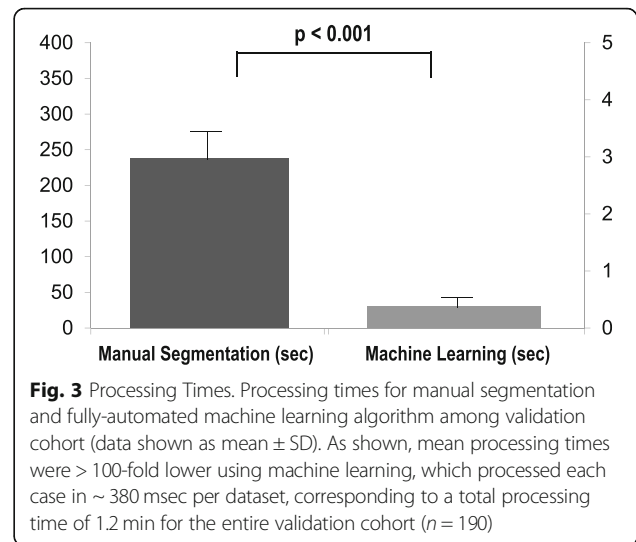 p < 0.001
400
350
300
250
200
150
100
50
0
5
4
3
2
1
0
Manual Segmentation (sec)
Machine Learning (sec)
Fig. 3 Processing Times. Processing times for manual segmentation
and fully-automated machine learning algorithm among validation
cohort (data shown as mean ± SD). As shown, mean processing times
were > 100-fold lower using machine learning, which processed each
case in ~ 380 msec per dataset, corresponding to a total processing
time of 1.2 min for the entire validation cohort (n = 190)